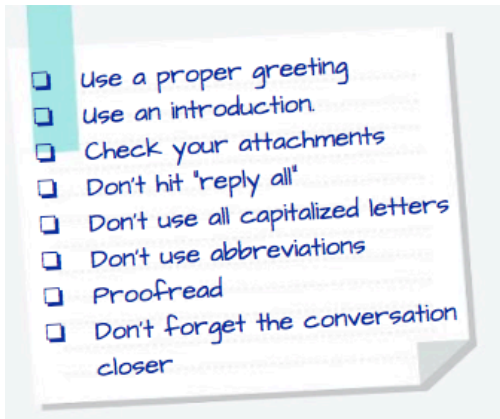 Use a proper greeting
Use an introduction.
Check your attachments
Don't hit "reply all"
Don't use all capitalized letters
Don't use abbreviations
Proofread
Don't forget the conversation
closer